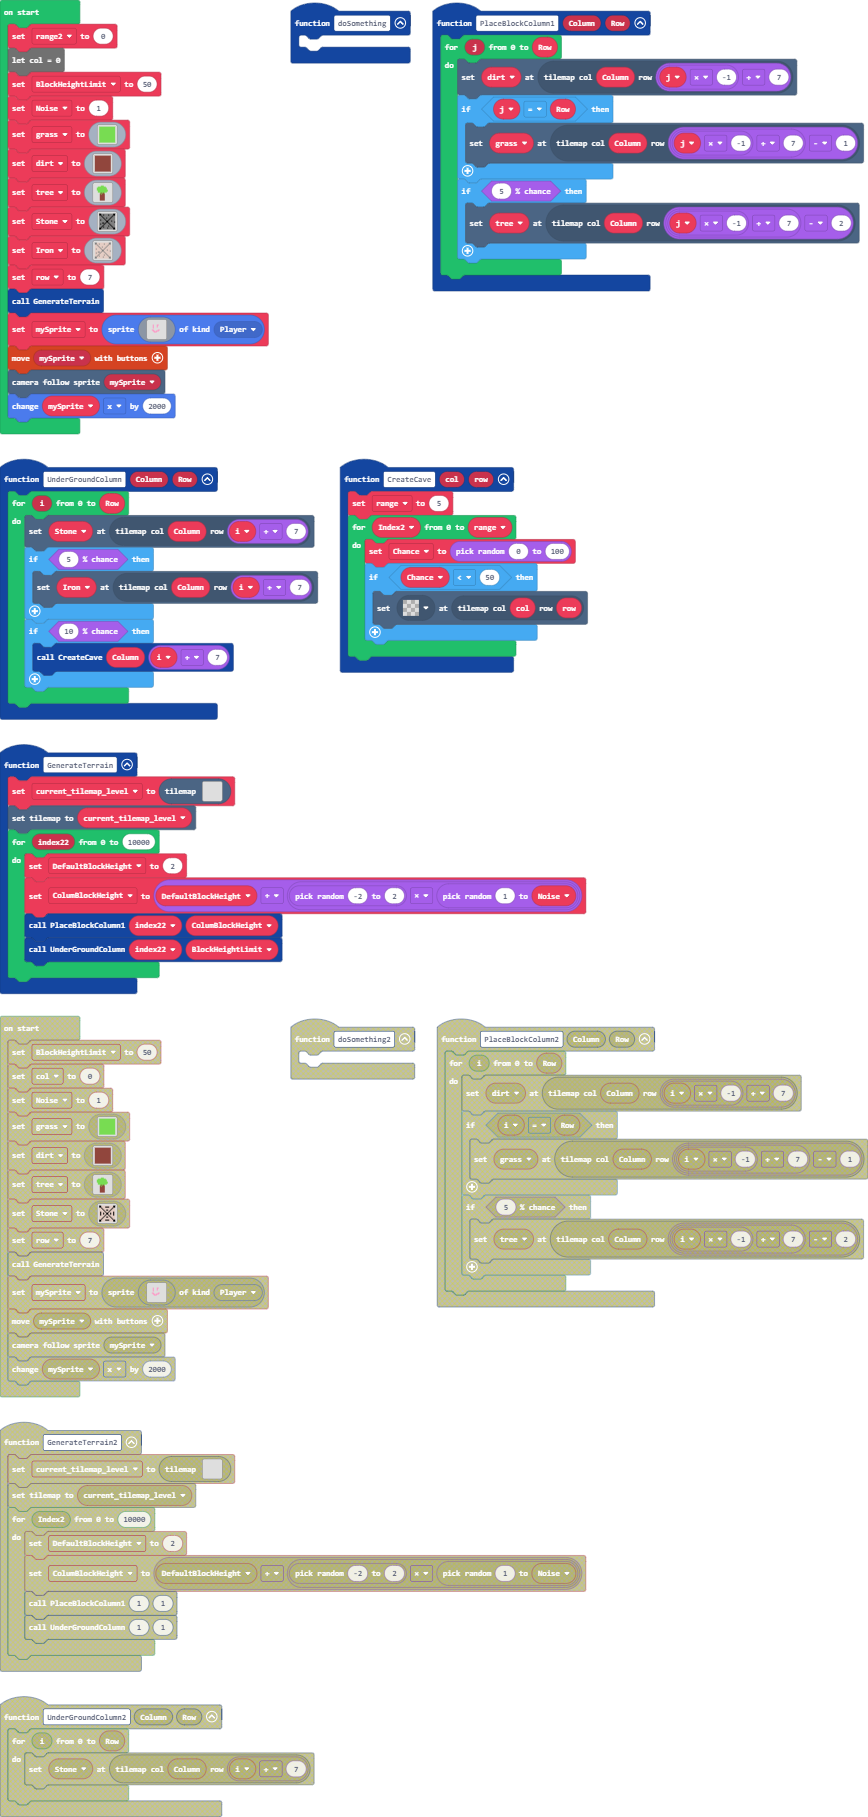 on start
set range2 to 0
let col = 0
set BlockHeightLimit to 50
set Noise to 1
set grass to
set dirt to
set tree to
set Stone to
set Iron to
set row to 7
call GenerateTerrain
set mySprite to sprite of kind Player
move mySprite with buttons
camera follow sprite mySprite
change mySprite x by 2000
function doSomething
function PlaceBlockColumn1 Column Row
for j from 0 to Row
do
set dirt at tilemap col Column row j × -1 + 7
if j = Row then
set grass at tilemap col Column row j × -1 + 7 - 1
if 5 % chance then
set tree at tilemap col Column row j × -1 + 7 - 2
function UnderGroundColumn Column Row
for i from 0 to Row
do
set Stone at tilemap col Column row i + 7
if 5 % chance then
set Iron at tilemap col Column row i + 7
if 10 % chance then
call CreateCave Column i + 7
function CreateCave col row
set range to 5
for Index2 from 0 to range
do
set Chance to pick random 0 to 100
if Chance < 50 then
set at tilemap col col row row
function GenerateTerrain
set current_tilemap_level to tilemap
set tilemap to current_tilemap_level
for index22 from 0 to 10000
do
set DefaultBlockHeight to 2
set ColumBlockHeight to DefaultBlockHeight + pick random -2 to 2 × pick random 1 to Noise
call PlaceBlockColumn1 index22 ColumBlockHeight
call UnderGroundColumn index22 BlockHeightLimit
on start
set BlockHeightLimit to 50
set col to 0
set Noise to 1
set grass to
set dirt to
set tree to
set Stone to
set row to 7
call GenerateTerrain
set mySprite to sprite of kind Player
move mySprite with buttons
camera follow sprite mySprite
change mySprite x by 2000
function doSomething2
function PlaceBlockColumn2 Column Row
for i from 0 to Row
do
set dirt at tilemap col Column row i × -1 + 7
if i = Row then
set grass at tilemap col Column row i × -1 + 7 - 1
if 5 % chance then
set tree at tilemap col Column row i × -1 + 7 - 2
function GenerateTerrain2
set current_tilemap_level to tilemap
set tilemap to current_tilemap_level
for Index2 from 0 to 10000
do
set DefaultBlockHeight to 2
set ColumBlockHeight to DefaultBlockHeight + pick random -2 to 2 × pick random 1 to Noise
call PlaceBlockColumn1 1 1
call UnderGroundColumn 1 1
function UnderGroundColumn2 Column Row
for i from 0 to Row
do
set Stone at tilemap col Column row i + 7